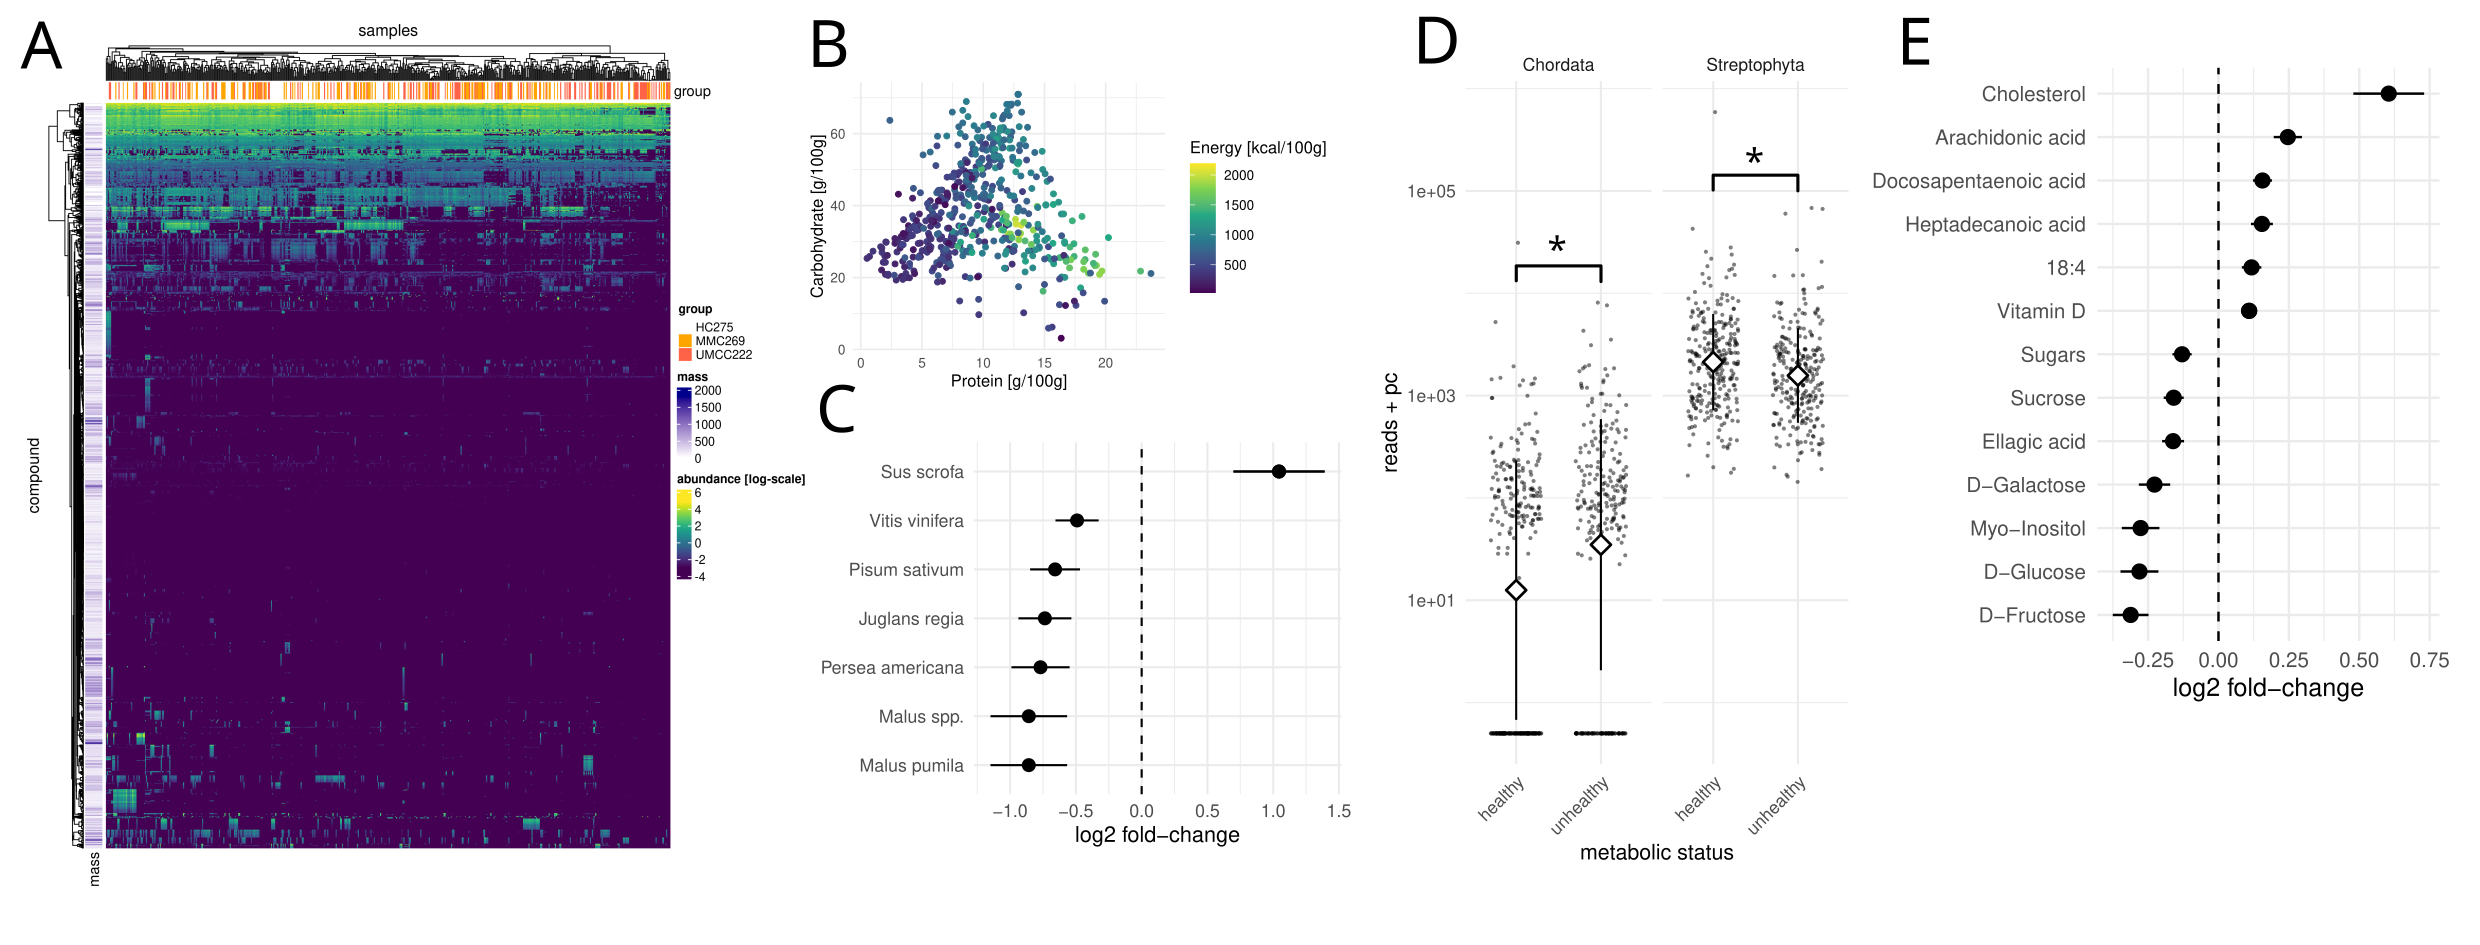 A
samples
group
compound
mass
group
HC275
MMC269
UMCC222
mass
2000
1500
1000
500
0
abundance [log-scale]
6
4
2
0
−2
−4
B
Carbohydrate [g/100g]
60
40
20
0
0 5 10 15 20
Protein [g/100g]
Energy [kcal/100g]
2000
1500
1000
500
C
Sus scrofa
Vitis vinifera
Pisum sativum
Juglans regia
Persea americana
Malus spp.
Malus pumila
−1.0 −0.5 0.0 0.5 1.0 1.5
log2 fold−change
D
Chordata Streptophyta
reads + pc
1e+05
1e+03
1e+01
*
*
healthy unhealthy healthy unhealthy
metabolic status
E
Cholesterol
Arachidonic acid
Docosapentaenoic acid
Heptadecanoic acid
18:4
Vitamin D
Sugars
Sucrose
Ellagic acid
D−Galactose
Myo−Inositol
D−Glucose
D−Fructose
−0.25 0.00 0.25 0.50 0.75
log2 fold−change